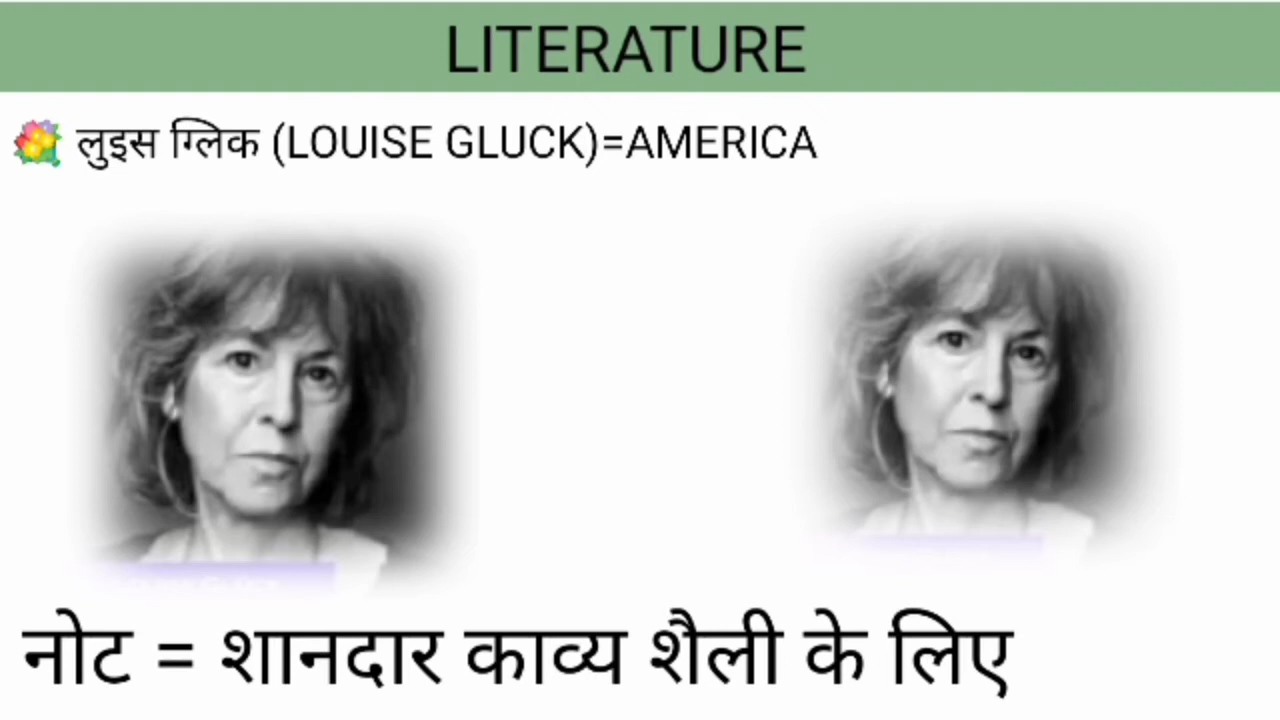 LITERATURE
लुइस ग्लिक (LOUISE GLUCK)=AMERICA
नोट = शानदार काव्य शैली के लिए